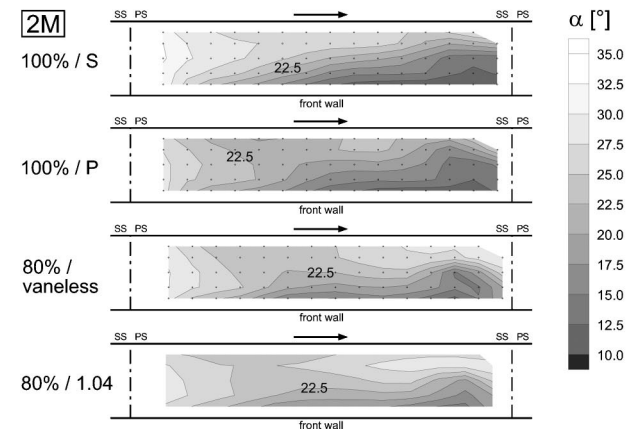 2M
α [°]
SS PS
SS PS
100% / S
22.5
front wall
SS PS
SS PS
100% / P
22.5
front wall
SS PS
SS PS
80% /
vaneless
22.5
front wall
SS PS
SS PS
80% / 1.04
22.5
front wall
35.0
32.5
30.0
27.5
25.0
22.5
20.0
17.5
15.0
12.5
10.0